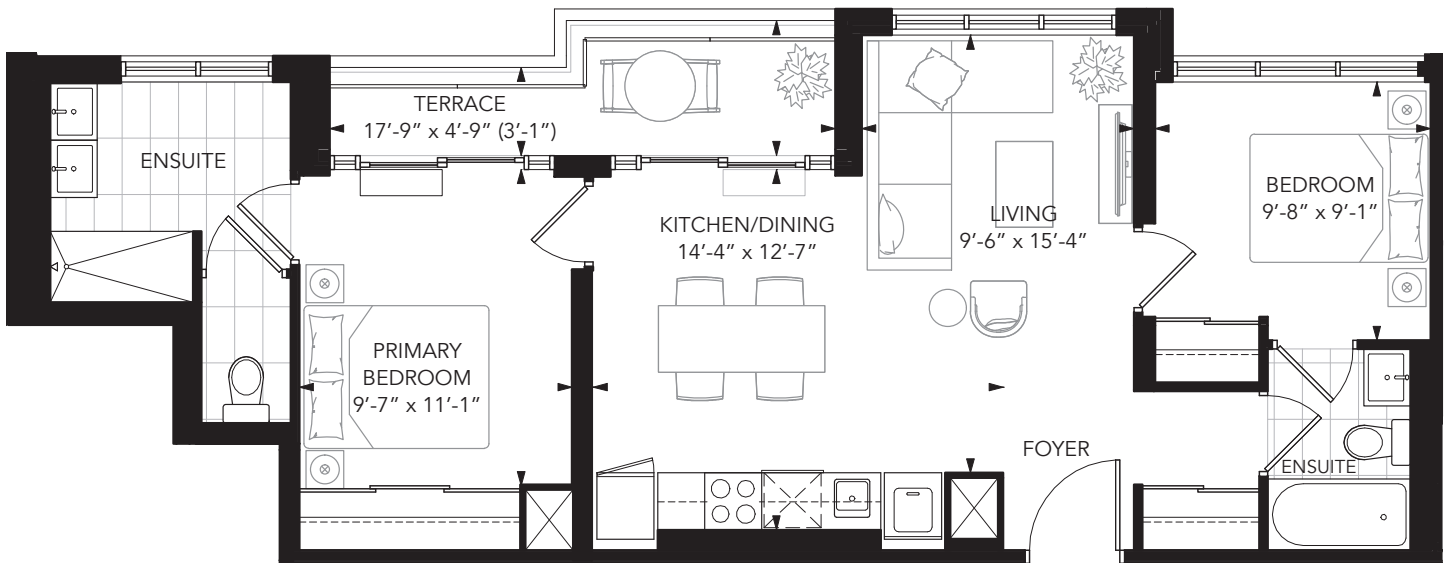 TERRACE
17'-9" x 4'-9" (3'-1")
ENSUITE
KITCHEN/DINING
14'-4" x 12'-7"
LIVING
9'-6" x 15'-4"
BEDROOM
9'-8" x 9'-1"
PRIMARY
BEDROOM
9'-7" x 11'-1"
FOYER
ENSUITE